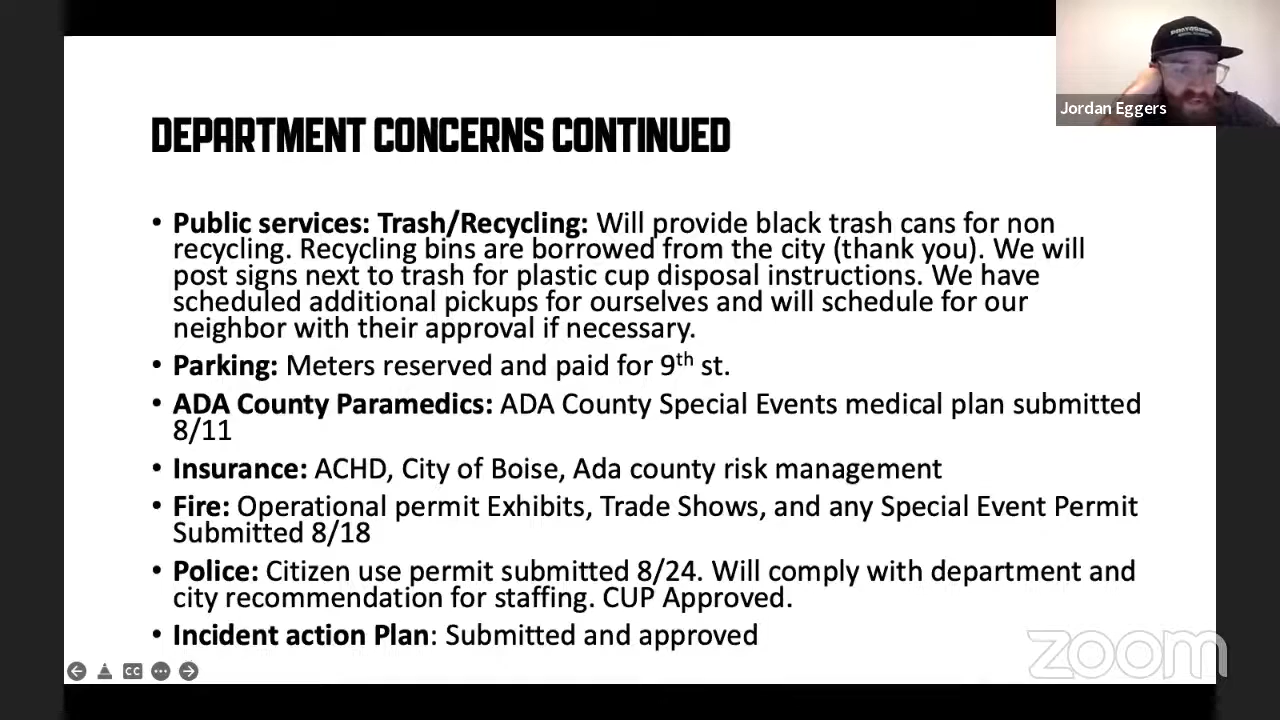 Jordan Eggers
DEPARTMENT CONCERNS CONTINUED
• Public services: Trash/Recycling: Will provide black trash cans for non
recycling. Recycling bins are borrowed from the city (thank you). We will
post signs next to trash for plastic cup disposal instructions. We have
scheduled additional pickups for ourselves and will schedule for our
neighbor with their approval if necessary.
• Parking: Meters reserved and paid for 9th st.
• ADA County Paramedics: ADA County Special Events medical plan submitted
8/11
• Insurance: ACHD, City of Boise, Ada county risk management
• Fire: Operational permit Exhibits, Trade Shows, and any Special Event Permit
Submitted 8/18
• Police: Citizen use permit submitted 8/24. Will comply with department and
city recommendation for staffing. CUP Approved.
• Incident action Plan: Submitted and approved
CC
zoom